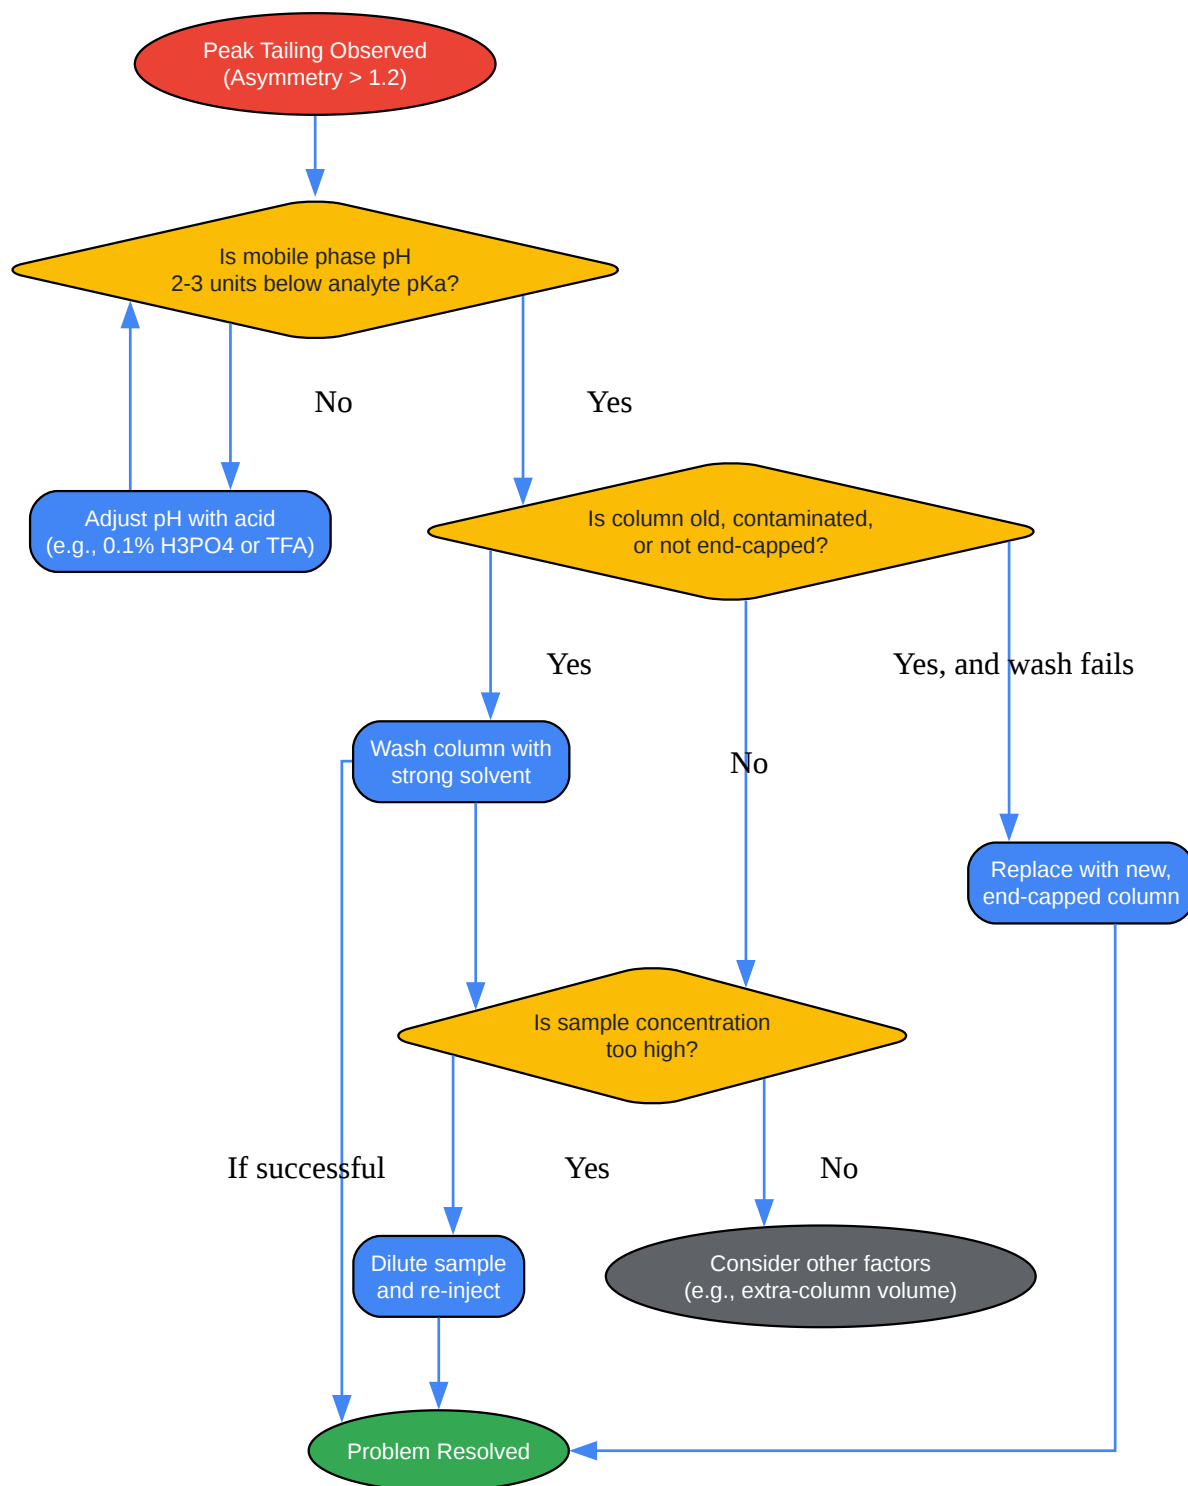 Peak Tailing Observed
(Asymmetry > 1.2)
Is mobile phase pH
2-3 units below analyte pKa?
No
Yes
Adjust pH with acid
(e.g., 0.1% H3PO4 or TFA)
Is column old, contaminated,
or not end-capped?
Yes
Yes, and wash fails
Wash column with
strong solvent
No
Replace with new,
end-capped column
Is sample concentration
too high?
If successful
Yes
No
Dilute sample
and re-inject
Consider other factors
(e.g., extra-column volume)
Problem Resolved